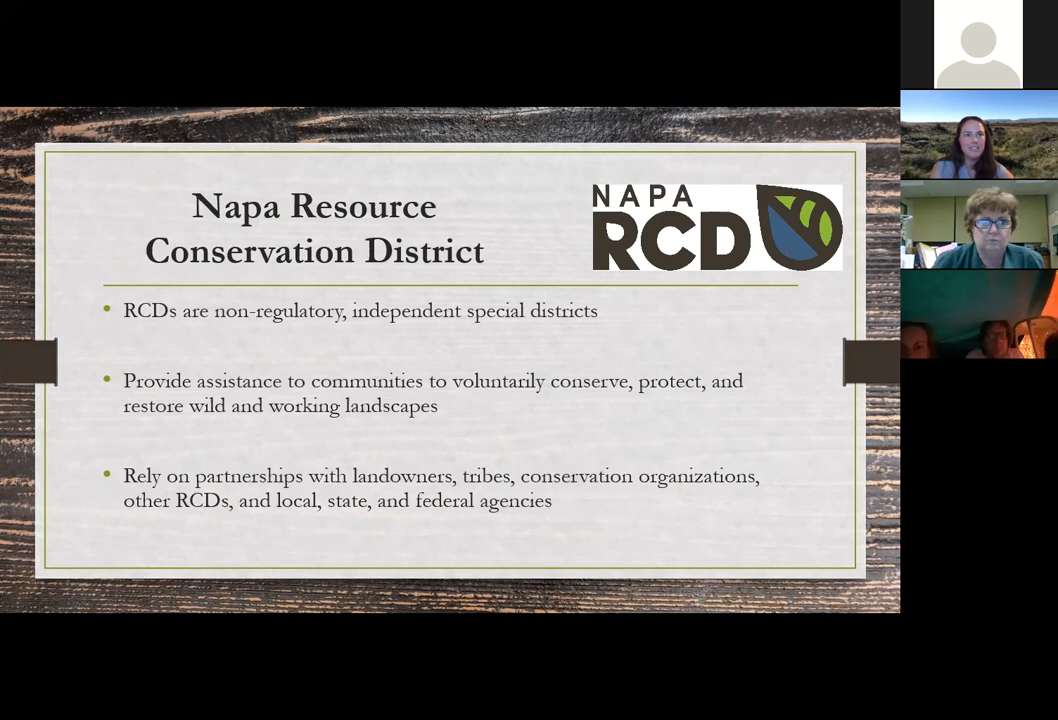 Napa Resource
Conservation District
NAPA
RCD
• RCDs are non-regulatory, independent special districts
• Provide assistance to communities to voluntarily conserve, protect, and
restore wild and working landscapes
• Rely on partnerships with landowners, tribes, conservation organizations,
other RCDs, and local, state, and federal agencies